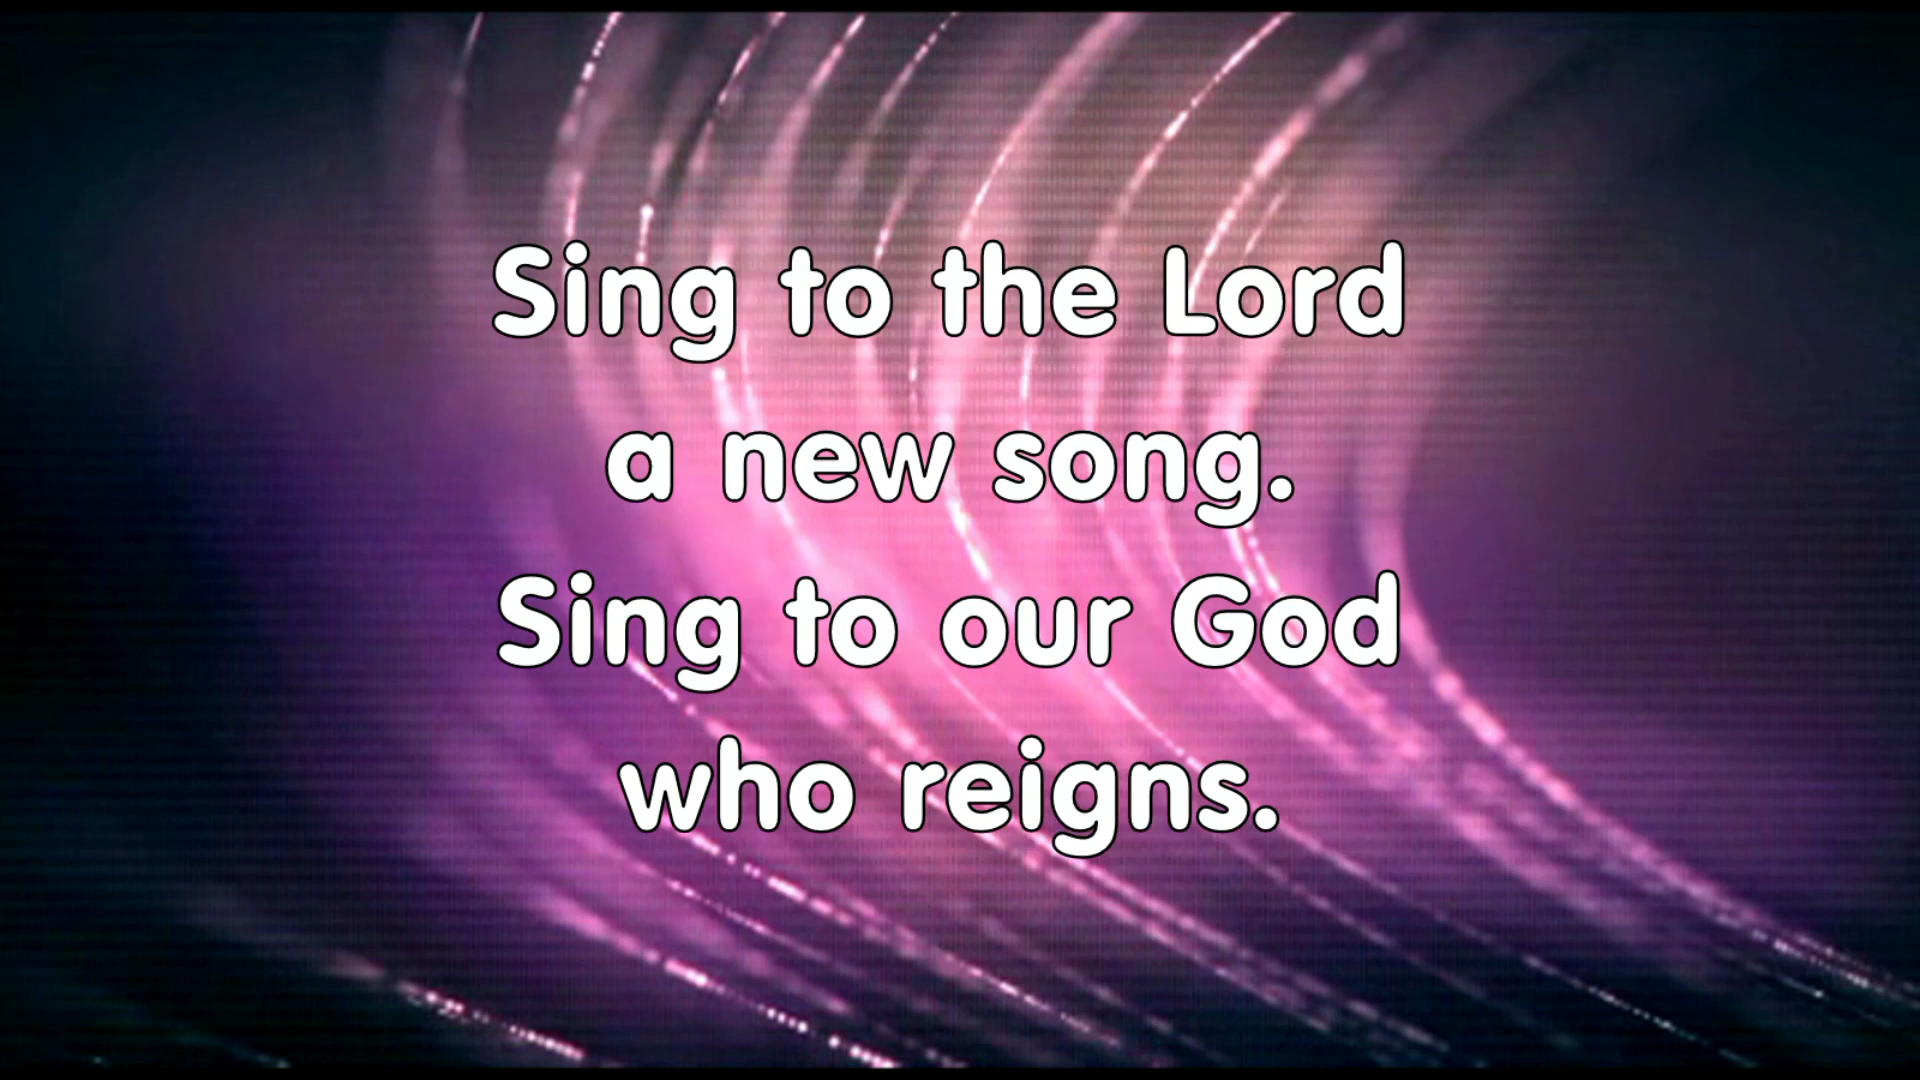 Sing to the Lord
a new song.
Sing to our God
who reigns.